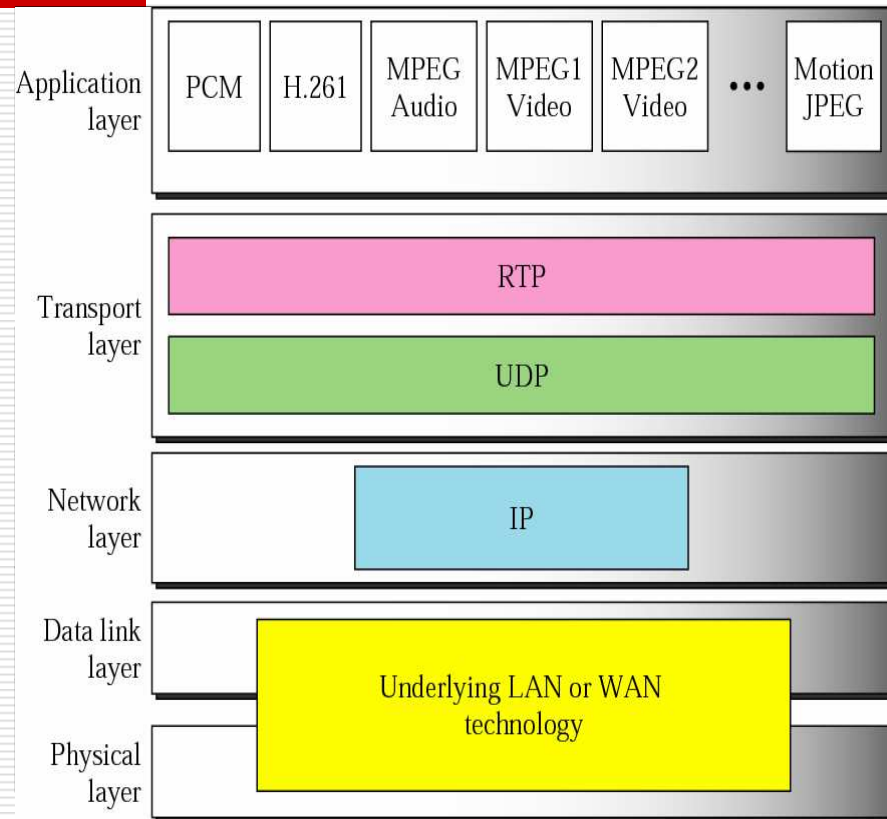 Application
layer
PCM
H.261
MPEG
Audio
MPEG1
Video
MPEG2
Video
•••
Motion
JPEG
Transport
layer
RTP
UDP
Network
layer
IP
Data link
layer
Underlying LAN or WAN
technology
Physical
layer